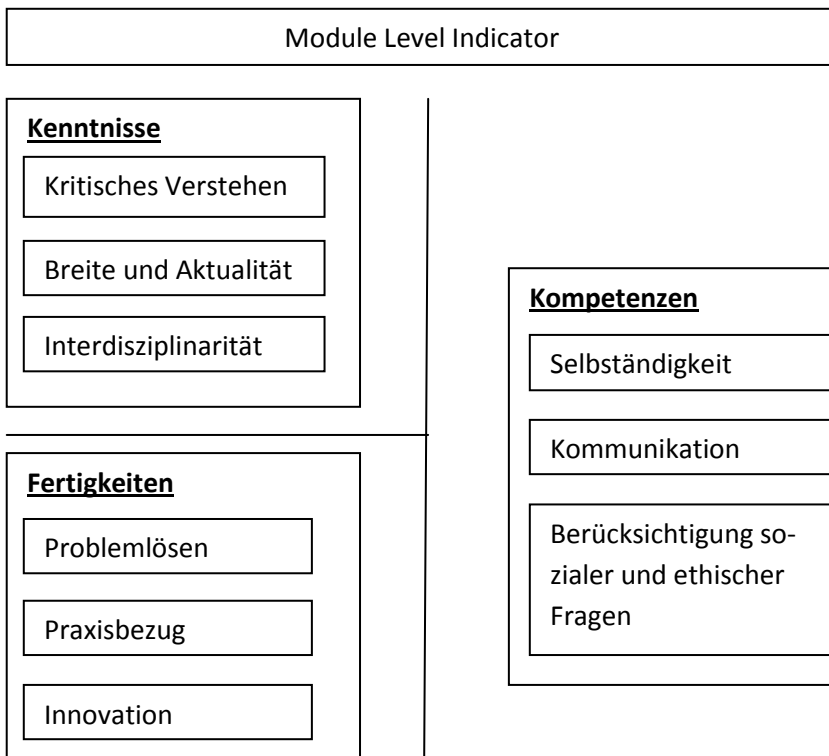 Module Level Indicator
Kenntnisse
Kritisches Verstehen
Breite und Aktualität
Interdisziplinarität
Fertigkeiten
Problemlösen
Praxisbezug
Innovation
Kompetenzen
Selbständigkeit
Kommunikation
Berücksichtigung so-
zialer und ethischer
Fragen